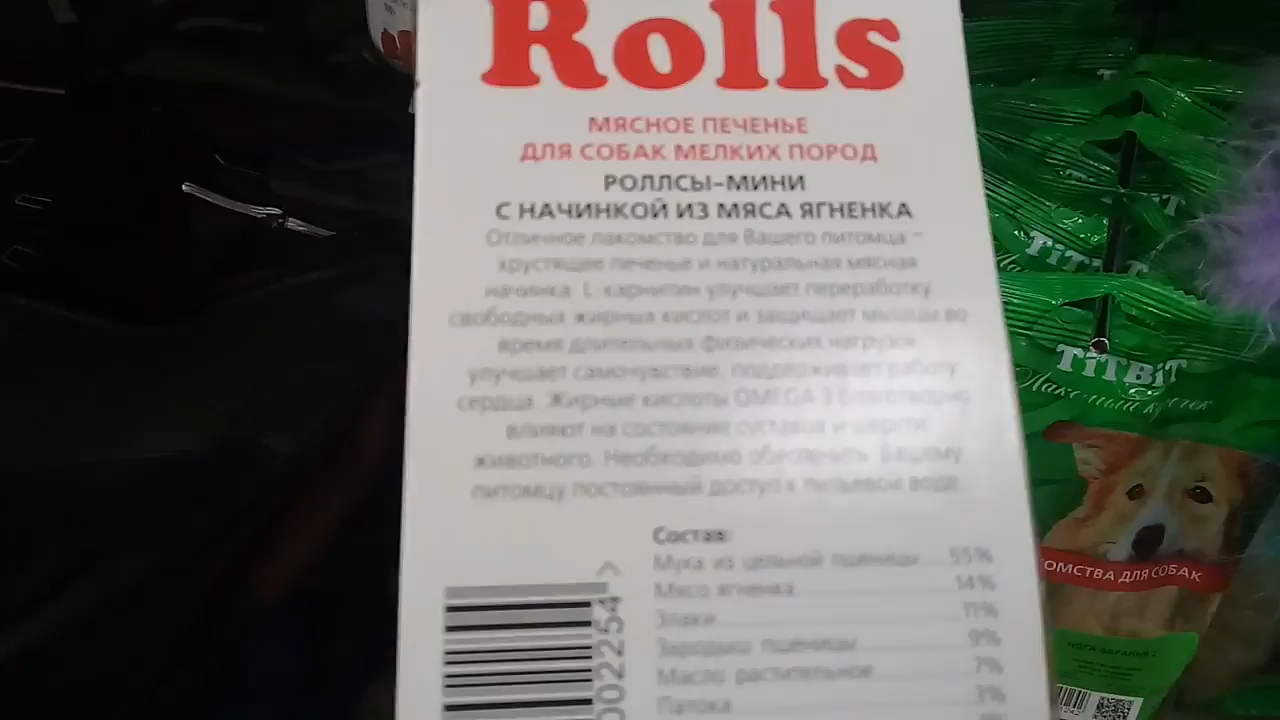 Rolls
МЯСНОЕ ПЕЧЕНЬЕ
ДЛЯ СОБАК МЕЛКИХ ПОРОД
РОЛЛСЫ-МИНИ
С НАЧИНКОЙ ИЗ МЯСА ЯГНЕНКА
Отличное лакомство для Вашего питомца –
хрустящее печенье и натуральная мясная
начинка. L-карнитин улучшает переработку
свободных жирных кислот и защищает мышцы во
время длительных физических нагрузок,
улучшает самочувствие, поддерживает работу
сердца. Жирные кислоты OMEGA 3 благотворно
влияют на состояние суставов и шерсти
животного. Необходимо обеспечить Вашему
питомцу постоянный доступ к питьевой воде.
Состав:
Мука из цельной пшеницы 55%
Мясо ягненка 14%
Злаки 11%
Зародыш пшеницы 9%
Масло растительное 7%
Патока 3%
002254 >
TiTBiT
TiTBiT
Лакомый кусочек
ОМСТВА ДЛЯ СОБАК
НОГА БАРАНЬЯ